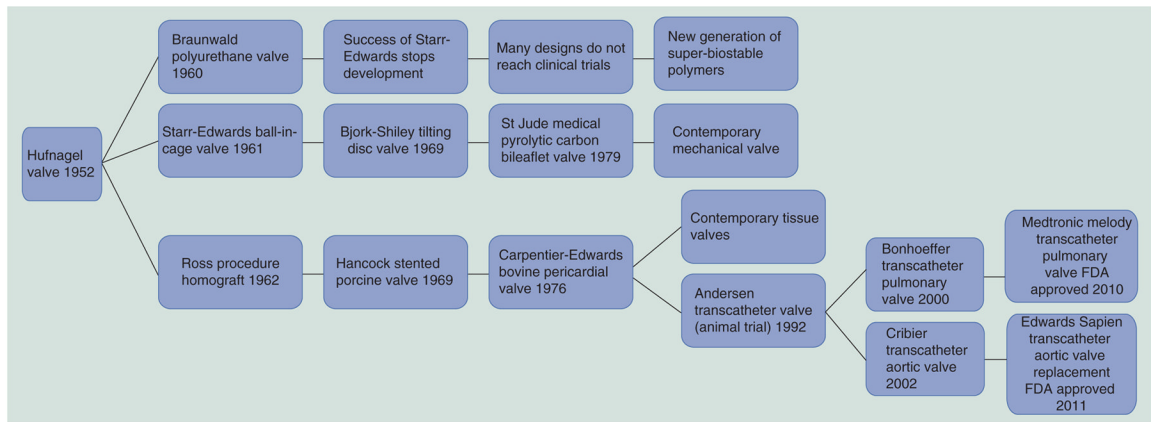 Hufnagel
valve 1952
Braunwald
polyurethane valve
1960
Success of Starr-
Edwards stops
development
Many designs do not
reach clinical trials
New generation of
super-biostable
polymers
Starr-Edwards ball-in-
cage valve 1961
Bjork-Shiley tilting
disc valve 1969
St Jude medical
pyrolytic carbon
bileaflet valve 1979
Contemporary
mechanical valve
Ross procedure
homograft 1962
Hancock stented
porcine valve 1969
Carpentier-Edwards
bovine pericardial
valve 1976
Contemporary tissue
valves
Andersen
transcatheter valve
(animal trial) 1992
Bonhoeffer
transcatheter
pulmonary
valve 2000
Medtronic melody
transcatheter
pulmonary
valve FDA
approved 2010
Cribier
transcatheter
aortic valve
2002
Edwards Sapien
transcatheter
aortic valve
replacement
FDA approved
2011